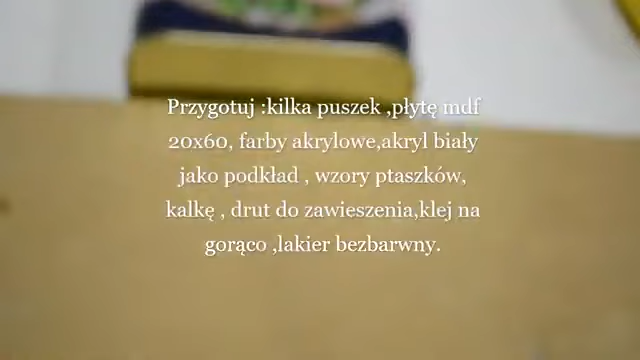 Przygotuj :kilka puszek ,płytę mdf
20x60, farby akrylowe,akryl biały
jako podkład , wzory ptaszków,
kalkę , drut do zawieszenia,klej na
gorąco ,lakier bezbarwny.